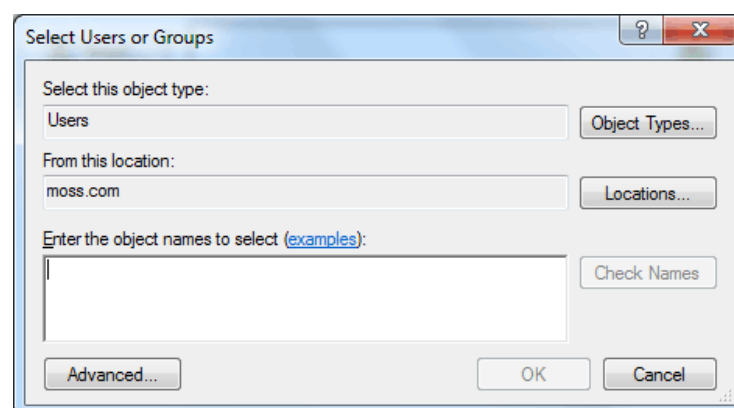 Select Users or Groups
Select this object type:
Users
Object Types...
From this location:
moss.com
Locations...
Enter the object names to select (examples):
Check Names
Advanced...
OK
Cancel